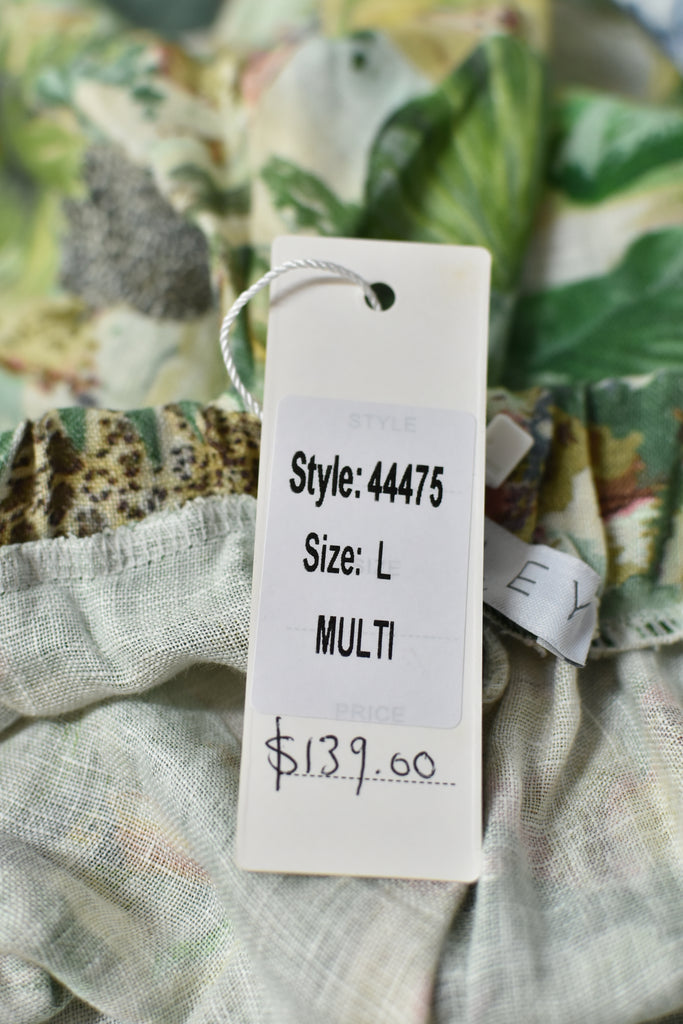 STYLE
Style: 44475
Size: L
MULTI
PRICE
$139.00
EY